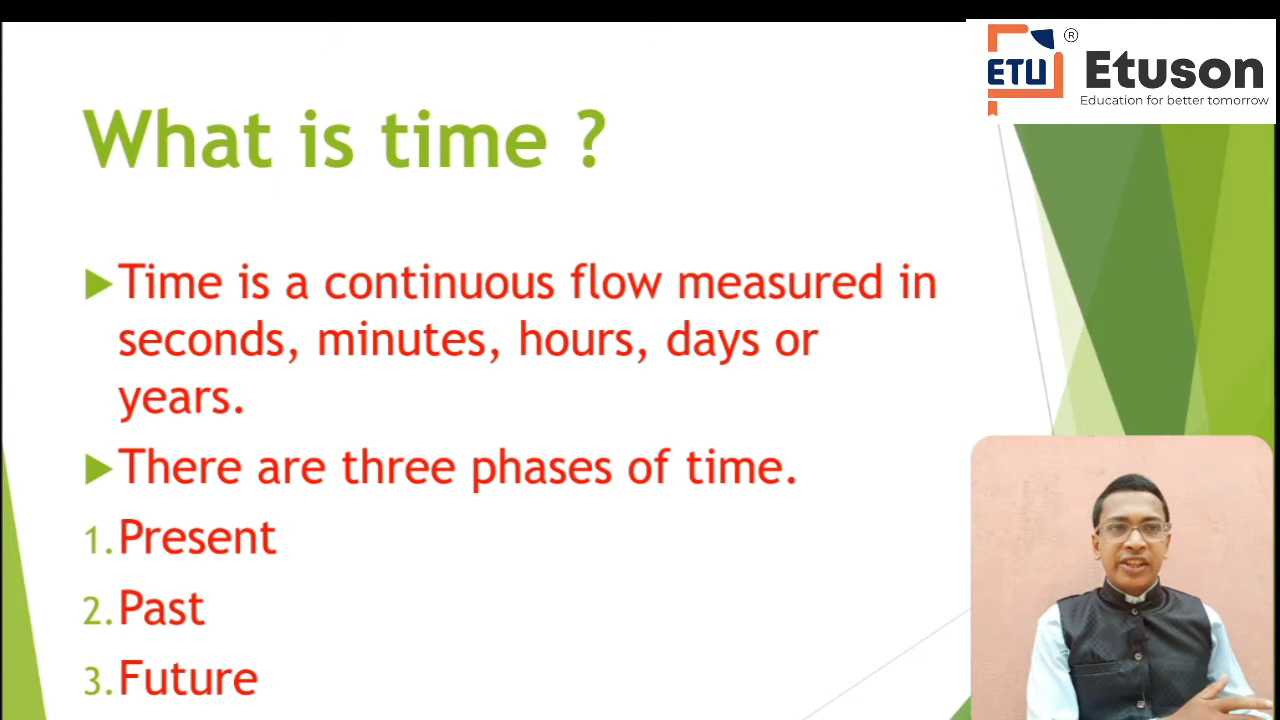 ETU ® Etuson
Education for better tomorrow
What is time ?
Time is a continuous flow measured in
seconds, minutes, hours, days or
years.
There are three phases of time.
1. Present
2. Past
3. Future